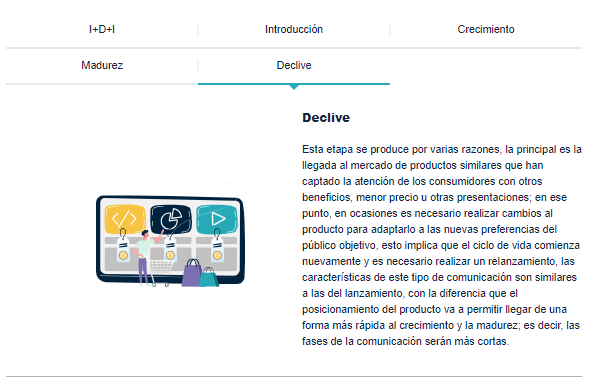 I+D+I
Introducción
Crecimiento
Madurez
Declive
Declive
Esta etapa se produce por varias razones, la principal es la
llegada al mercado de productos similares que han
captado la atención de los consumidores con otros
beneficios, menor precio u otras presentaciones; en ese
punto, en ocasiones es necesario realizar cambios al
producto para adaptarlo a las nuevas preferencias del
público objetivo, esto implica que el ciclo de vida comienza
nuevamente y es necesario realizar un relanzamiento, las
características de este tipo de comunicación son similares
a las del lanzamiento, con la diferencia que el
posicionamiento del producto va a permitir llegar de una
forma más rápida al crecimiento y la madurez; es decir, las
fases de la comunicación serán más cortas.